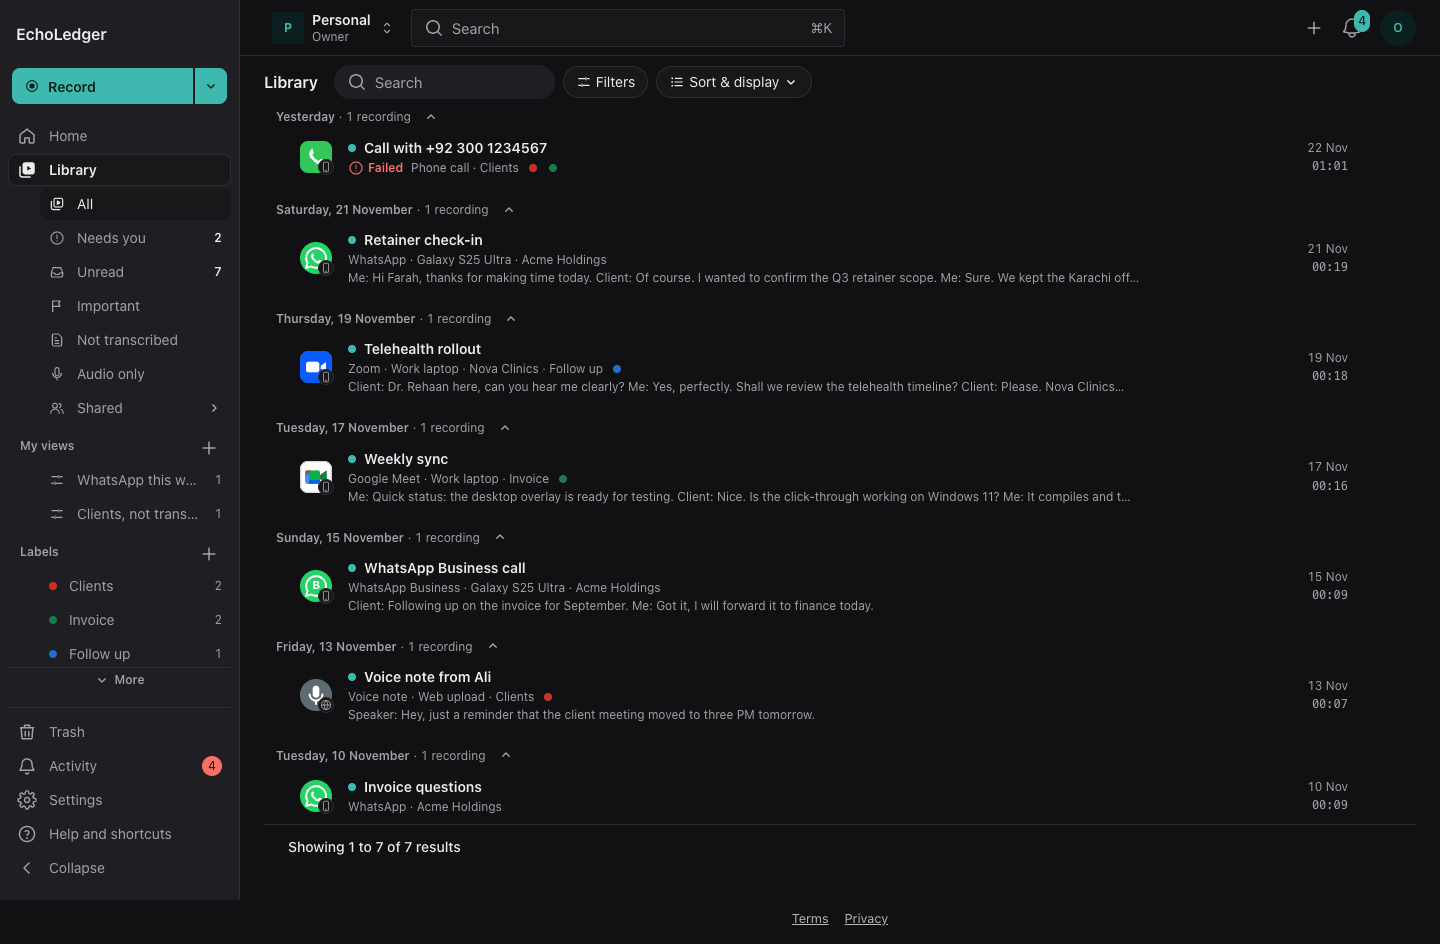 EchoLedger
Record
Home
Library
All
Needs you 2
Unread 7
Important
Not transcribed
Audio only
Shared
My views
WhatsApp this w... 1
Clients, not trans... 1
Labels
Clients 2
Invoice 2
Follow up 1
More
Trash
Activity 4
Settings
Help and shortcuts
Collapse
P Personal
Owner
Search ⌘K
4
O
Library
Search
Filters
Sort & display
Yesterday · 1 recording
Call with +92 300 1234567 22 Nov
Failed Phone call · Clients 01:01
Saturday, 21 November · 1 recording
Retainer check-in 21 Nov
WhatsApp · Galaxy S25 Ultra · Acme Holdings 00:19
Me: Hi Farah, thanks for making time today. Client: Of course. I wanted to confirm the Q3 retainer scope. Me: Sure. We kept the Karachi off...
Thursday, 19 November · 1 recording
Telehealth rollout 19 Nov
Zoom · Work laptop · Nova Clinics · Follow up 00:18
Client: Dr. Rehaan here, can you hear me clearly? Me: Yes, perfectly. Shall we review the telehealth timeline? Client: Please. Nova Clinics...
Tuesday, 17 November · 1 recording
Weekly sync 17 Nov
Google Meet · Work laptop · Invoice 00:16
Me: Quick status: the desktop overlay is ready for testing. Client: Nice. Is the click-through working on Windows 11? Me: It compiles and t...
Sunday, 15 November · 1 recording
WhatsApp Business call 15 Nov
WhatsApp Business · Galaxy S25 Ultra · Acme Holdings 00:09
Client: Following up on the invoice for September. Me: Got it, I will forward it to finance today.
Friday, 13 November · 1 recording
Voice note from Ali 13 Nov
Voice note · Web upload · Clients 00:07
Speaker: Hey, just a reminder that the client meeting moved to three PM tomorrow.
Tuesday, 10 November · 1 recording
Invoice questions 10 Nov
WhatsApp · Acme Holdings 00:09
Showing 1 to 7 of 7 results
Terms Privacy